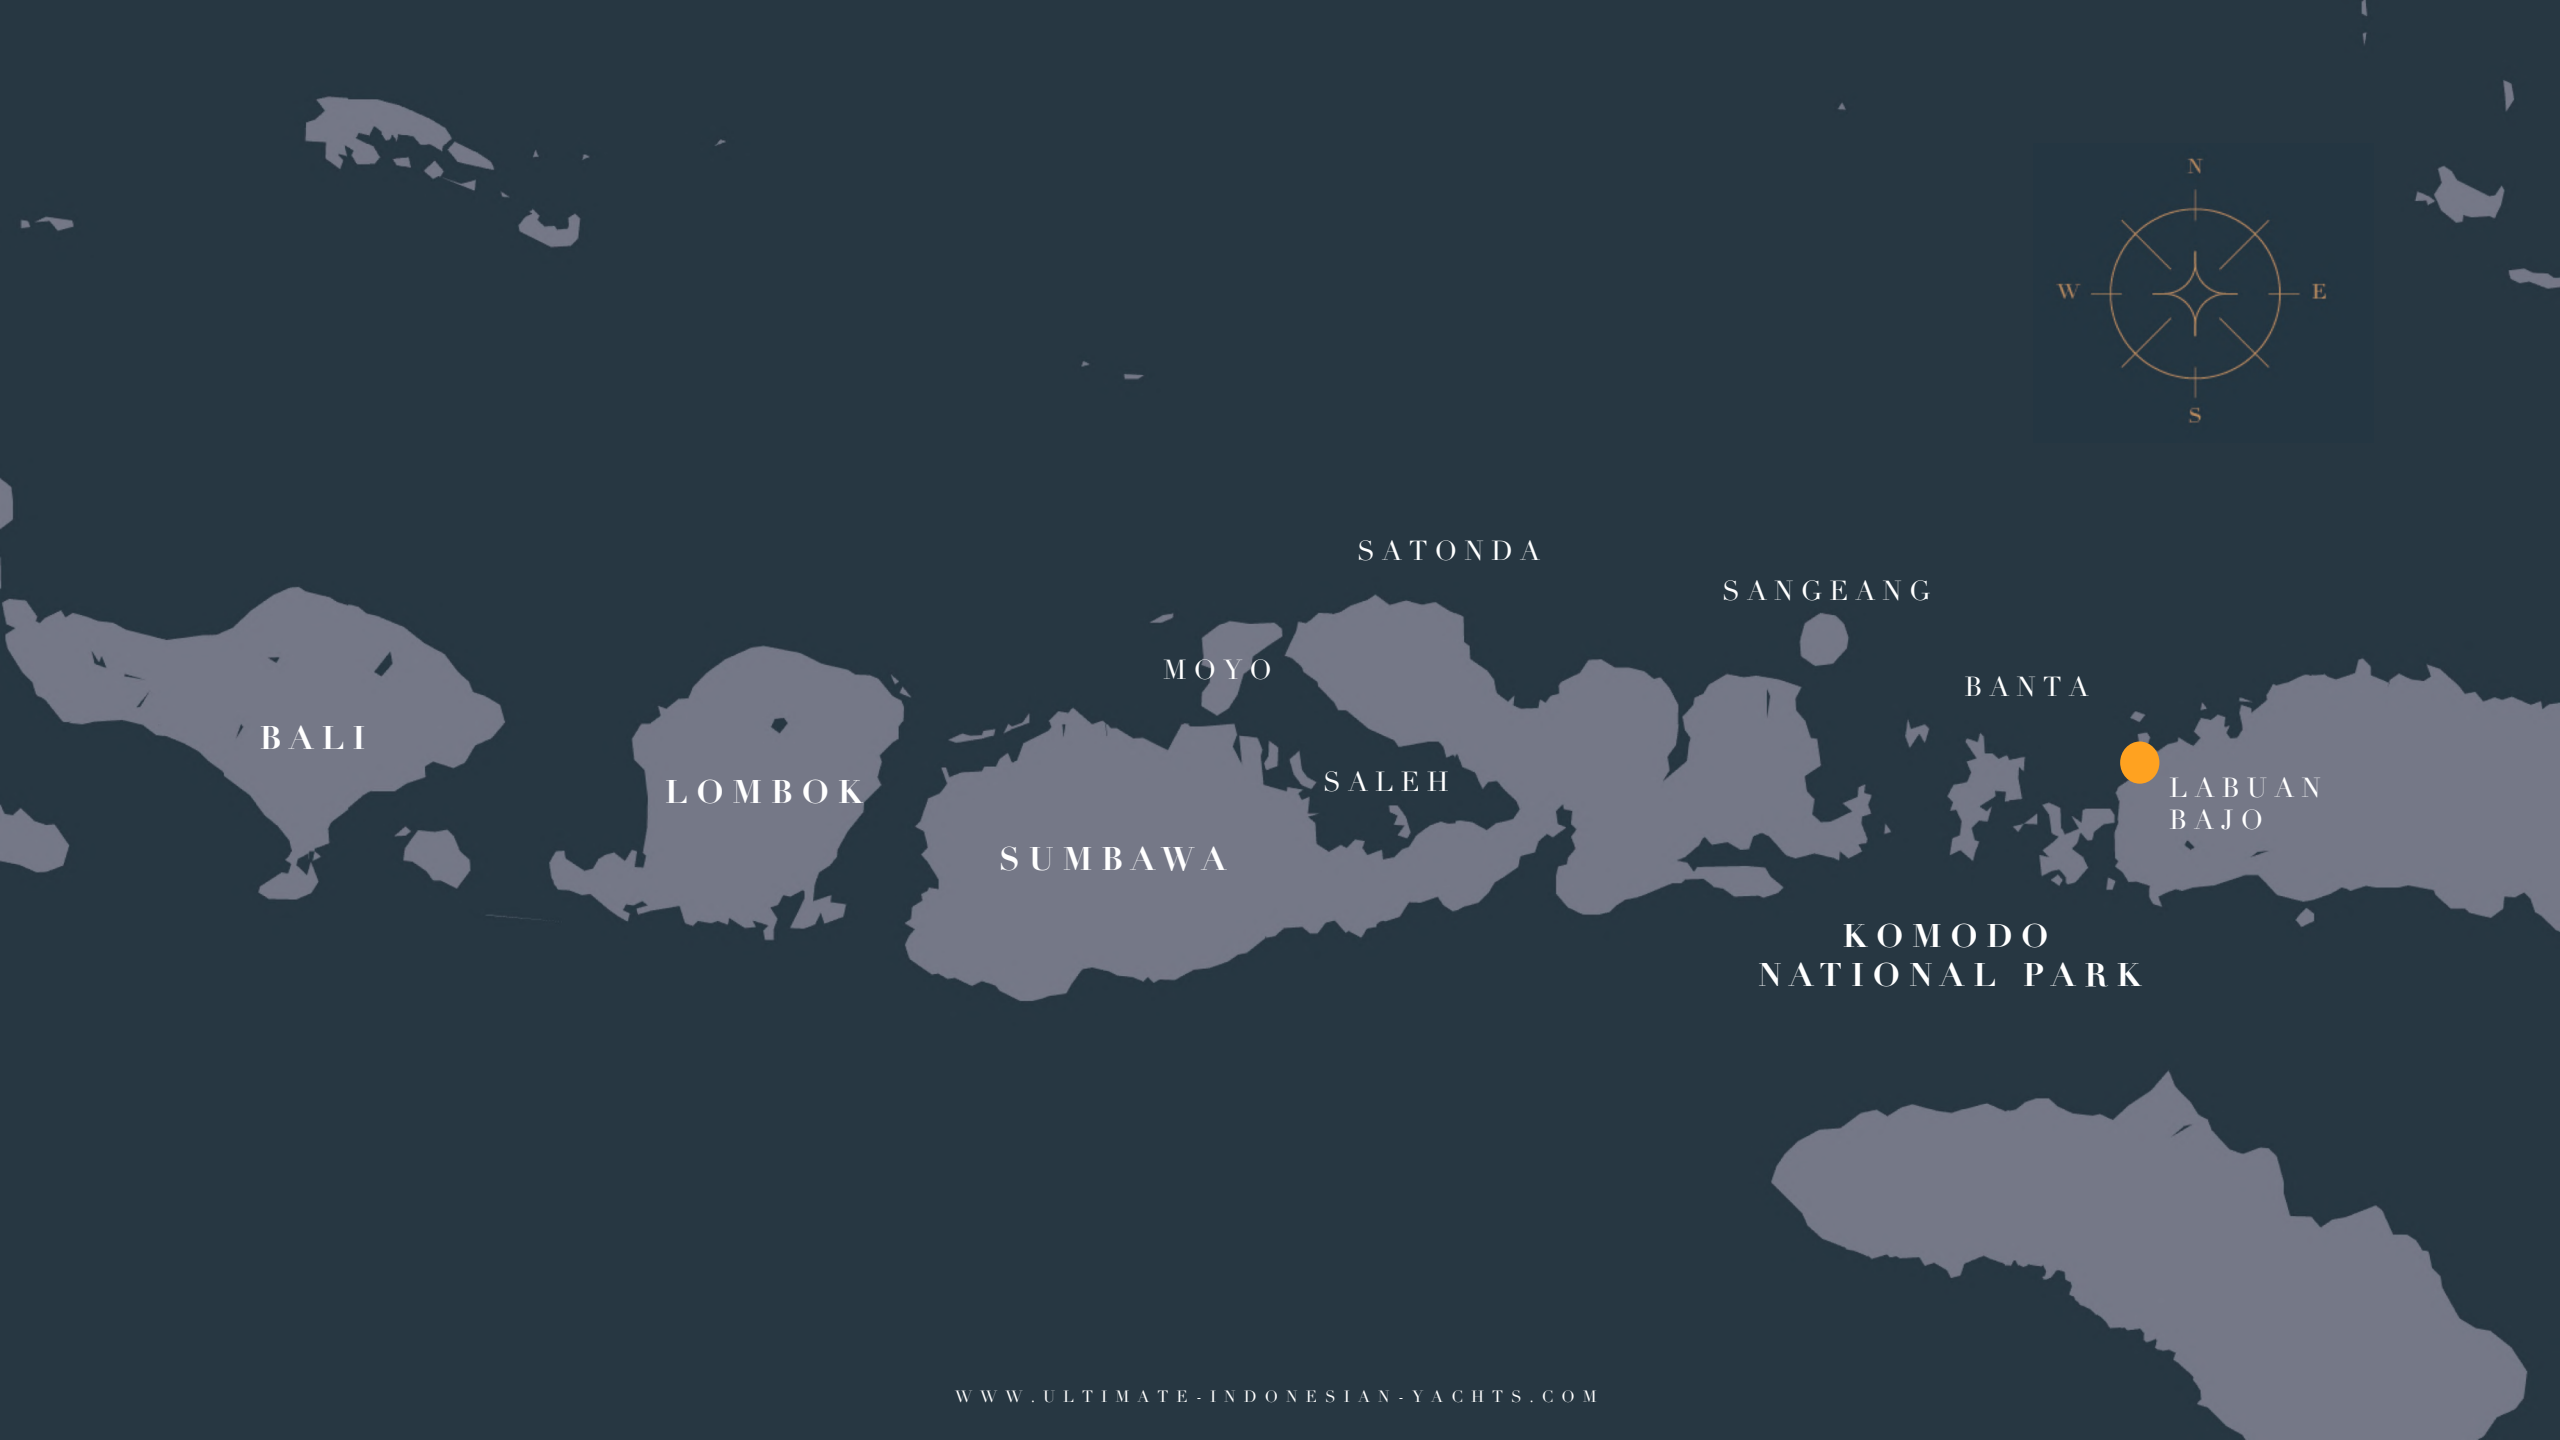 N
W
E
S
SATONDA
SANGEANG
MOYO
BANTA
BALI
LOMBOK
SALEH
LABUAN
BAJO
SUMBAWA
KOMODO
NATIONAL PARK
WWW.ULTIMATE-INDONESIAN-YACHTS.COM